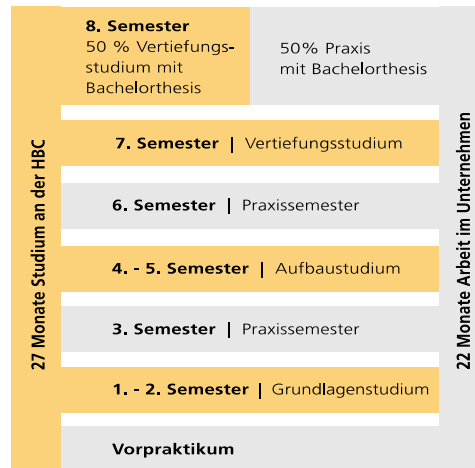 8. Semester
50 % Vertiefungs-
studium mit
Bachelorthesis
50% Praxis
mit Bachelorthesis
7. Semester | Vertiefungsstudium
6. Semester | Praxissemester
4. - 5. Semester | Aufbaustudium
3. Semester | Praxissemester
1. - 2. Semester | Grundlagenstudium
Vorpraktikum
27 Monate Studium an der HBC
22 Monate Arbeit im Unternehmen